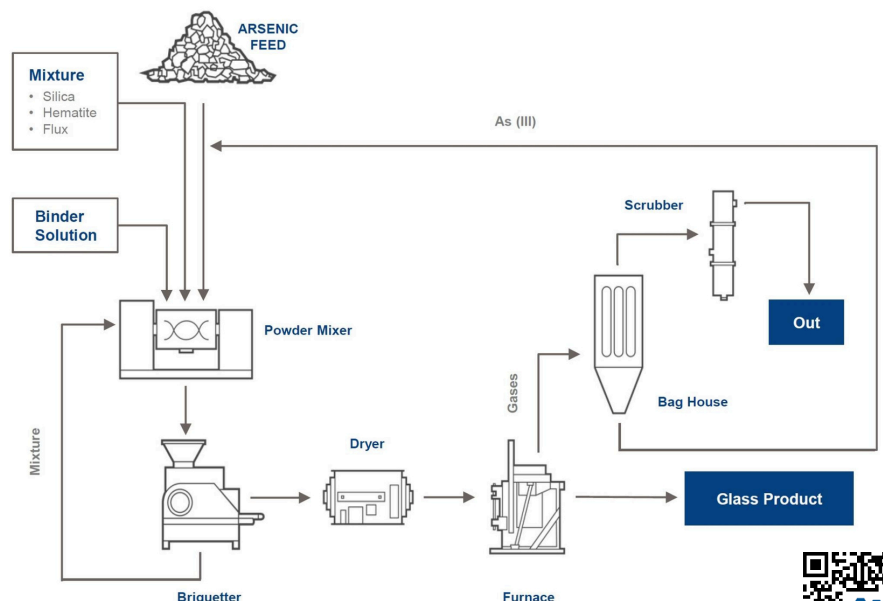 ARSENIC
FEED
Mixture
• Silica
• Hematite
• Flux
As (III)
Binder
Solution
Scrubber
Out
Powder Mixer
Gases
Bag House
Mixture
Dryer
Glass Product
Briquetter
Furnace